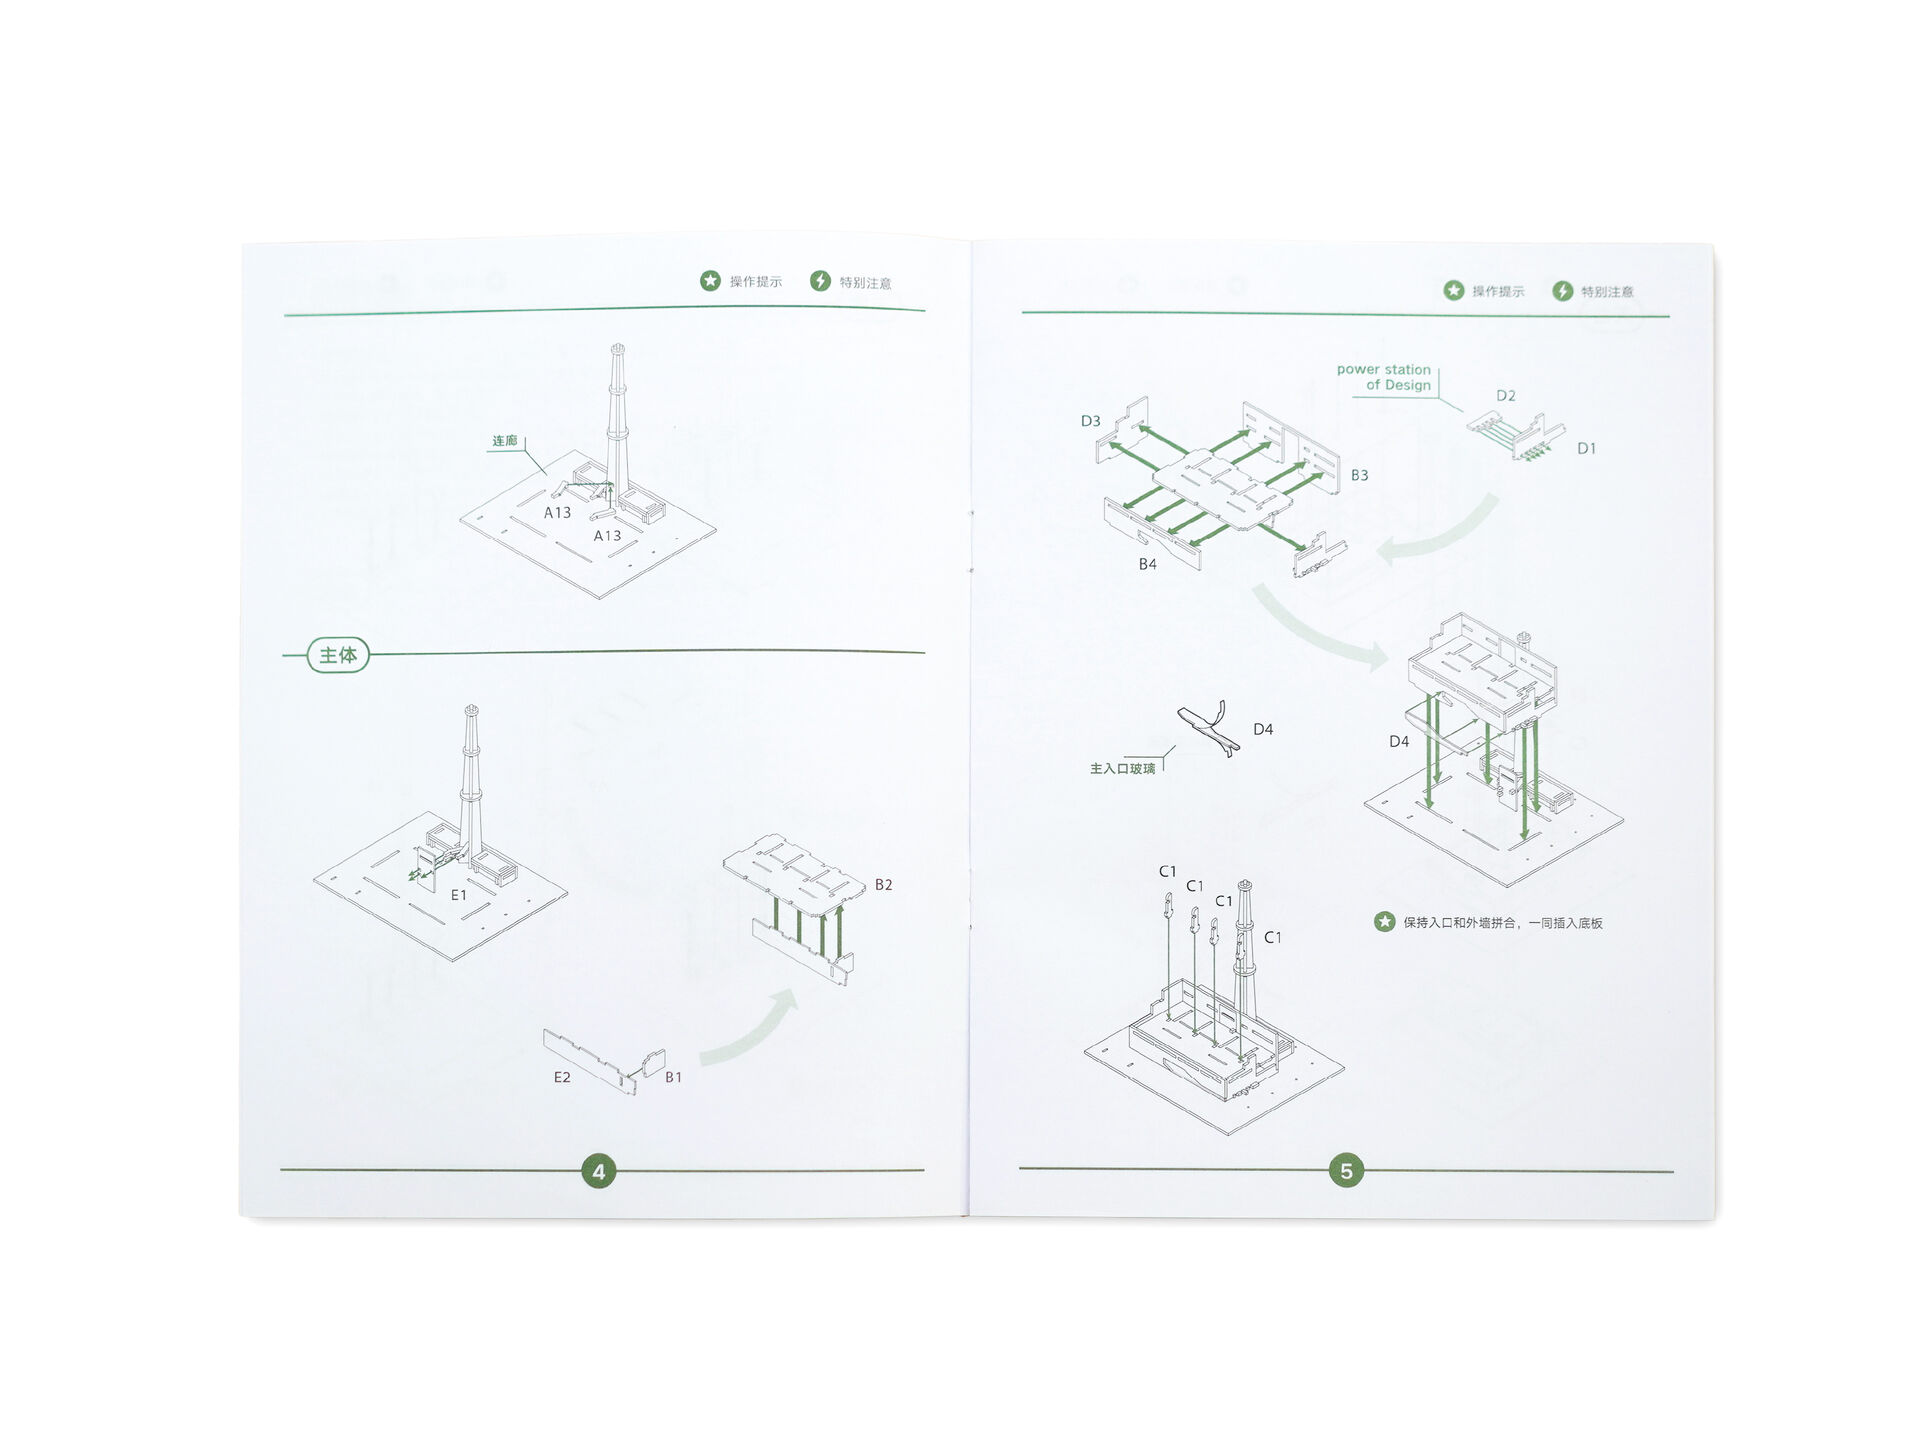 操作提示
特别注意
连廊
A13
A13
主体
E1
B2
E2
B1
4
操作提示
特别注意
power station
of Design
D2
D1
D3
B3
B4
D4
主入口玻璃
D4
C1
C1
C1
C1
保持入口和外墙拼合，一同插入底板
5